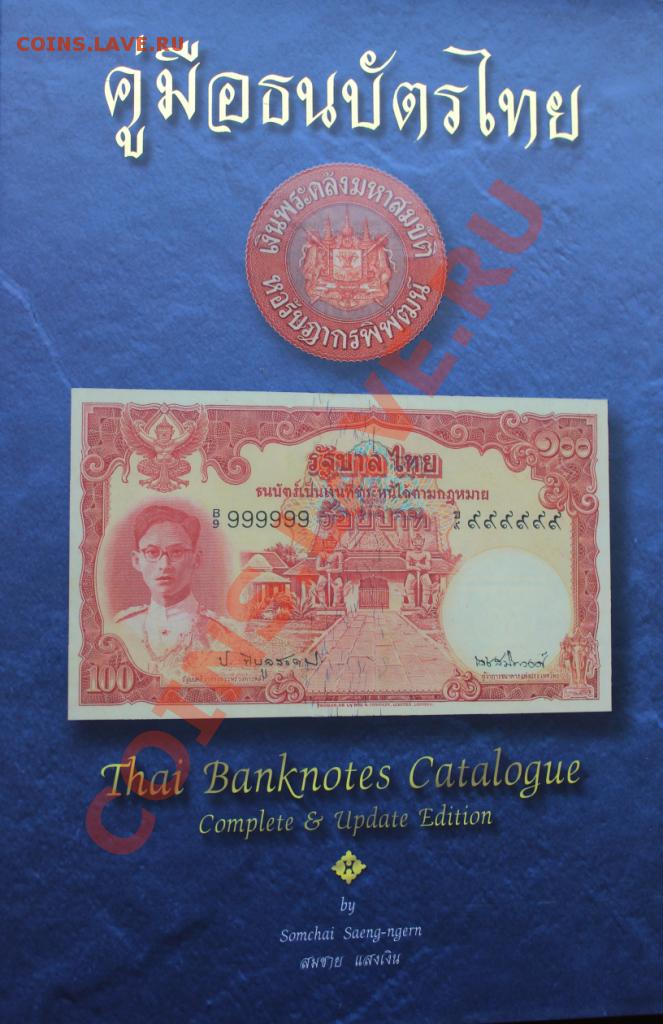 COINS.LAVE.RU
คู่มือธนบัตรไทย
เงินพระคลังมหาสมบัติ
หอรัษฎากรพิพัฒน์
๑๐๐
รัฐบาลไทย
ธนบัตร์เป็นเงินที่ชำระหนี้ได้ตามกฎหมาย
B/9 999999 ร้อยบาท ๙๙๙๙๙๙
100
COINS.LAVE.RU
Thai Banknotes Catalogue
Complete & Update Edition
by
Somchai Saeng-ngern
สมชาย แสงเงิน